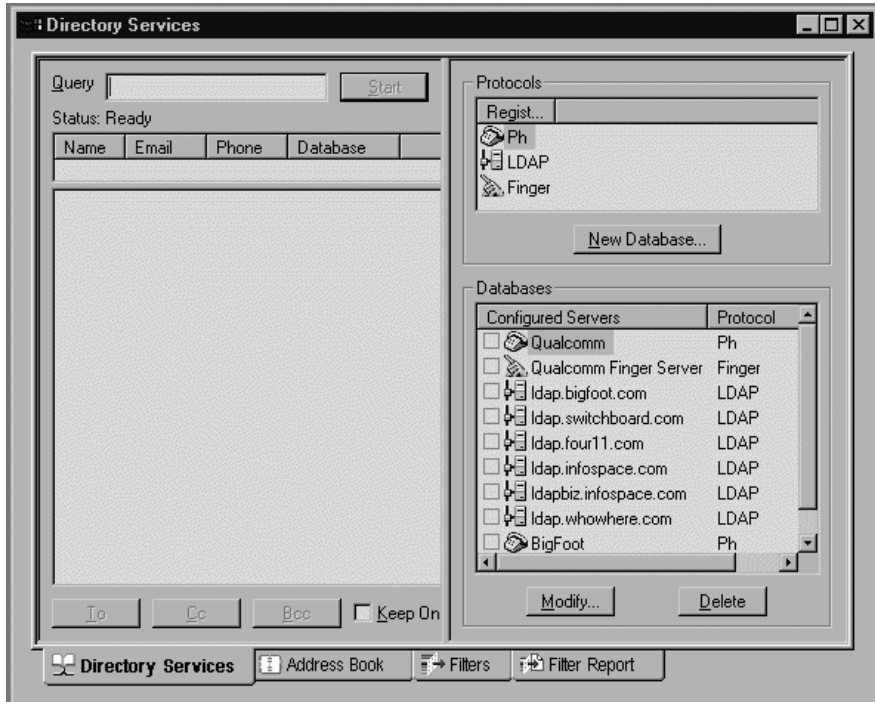 Directory Services
Query
Start
Status: Ready
Name Email Phone Database
To Cc Bcc Keep On
Protocols
Regist...
Ph
LDAP
Finger
New Database...
Databases
Configured Servers Protocol
Qualcomm Ph
Qualcomm Finger Server Finger
ldap.bigfoot.com LDAP
ldap.switchboard.com LDAP
ldap.four11.com LDAP
ldap.infospace.com LDAP
ldapbiz.infospace.com LDAP
ldap.whowhere.com LDAP
BigFoot Ph
Modify... Delete
Directory Services Address Book Filters Filter Report